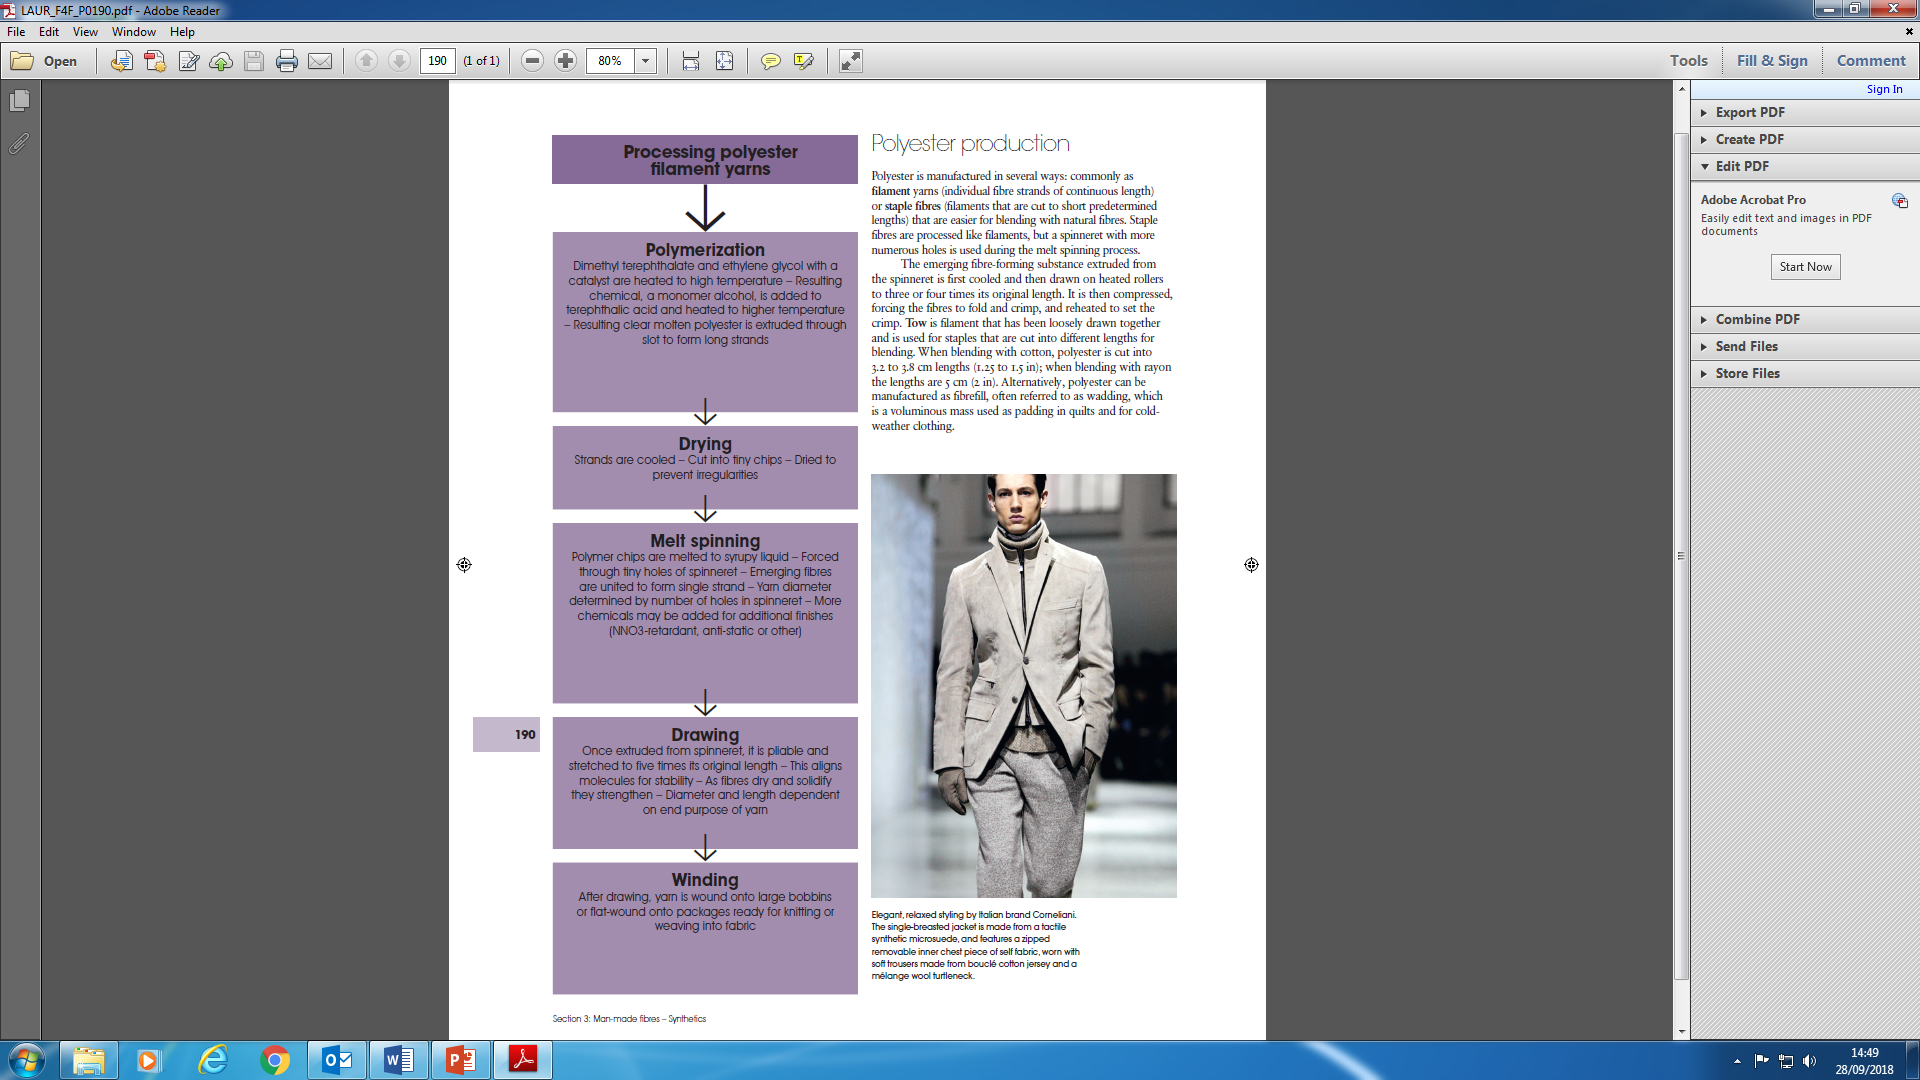 LAUR_F4F_P0190.pdf - Adobe Reader
File Edit View Window Help
Open
190 (1 of 1)
80%
Tools Fill & Sign Comment
Sign In
Export PDF
Create PDF
Edit PDF
Adobe Acrobat Pro
Easily edit text and images in PDF
documents
Start Now
Combine PDF
Send Files
Store Files
Processing polyester
filament yarns
Polymerization
Dimethyl terephthalate and ethylene glycol with a
catalyst are heated to high temperature – Resulting
chemical, a monomer alcohol, is added to
terephthalic acid and heated to higher temperature
– Resulting clear molten polyester is extruded through
slot to form long strands
Drying
Strands are cooled – Cut into tiny chips – Dried to
prevent irregularities
Melt spinning
Polymer chips are melted to syrupy liquid – Forced
through tiny holes of spinneret – Emerging fibres
are united to form single strand – Yarn diameter
determined by number of holes in spinneret – More
chemicals may be added for additional finishes
(NNO3-retardant, anti-static or other)
190
Drawing
Once extruded from spinneret, it is pliable and
stretched to five times its original length – This aligns
molecules for stability – As fibres dry and solidify
they strengthen – Diameter and length dependent
on end purpose of yarn
Winding
After drawing, yarn is wound onto large bobbins
or flat-wound onto packages ready for knitting or
weaving into fabric
Section 3: Man-made fibres – Synthetics
Polyester production
Polyester is manufactured in several ways: commonly as
filament yarns (individual fibre strands of continuous length)
or staple fibres (filaments that are cut to short predetermined
lengths) that are easier for blending with natural fibres. Staple
fibres are processed like filaments, but a spinneret with more
numerous holes is used during the melt spinning process.
The emerging fibre-forming substance extruded from
the spinneret is first cooled and then drawn on heated rollers
to three or four times its original length. It is then compressed,
forcing the fibres to fold and crimp, and reheated to set the
crimp. Tow is filament that has been loosely drawn together
and is used for staples that are cut into different lengths for
blending. When blending with cotton, polyester is cut into
3.2 to 3.8 cm lengths (1.25 to 1.5 in); when blending with rayon
the lengths are 5 cm (2 in). Alternatively, polyester can be
manufactured as fibrefill, often referred to as wadding, which
is a voluminous mass used as padding in quilts and for cold-
weather clothing.
Elegant, relaxed styling by Italian brand Corneliani.
The single-breasted jacket is made from a tactile
synthetic microsuede, and features a zipped
removable inner chest piece of self fabric, worn with
soft trousers made from bouclé cotton jersey and a
mélange wool turtleneck.
14:49
28/09/2018